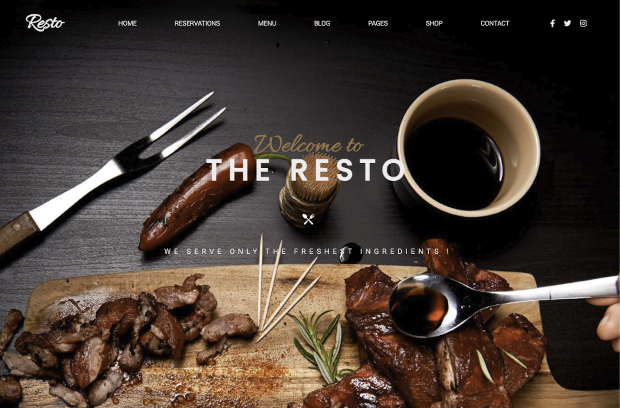 Resto
HOME RESERVATIONS MENU BLOG PAGES SHOP CONTACT
Welcome to
THE RESTO
WE SERVE ONLY THE FRESHEST INGREDIENTS !